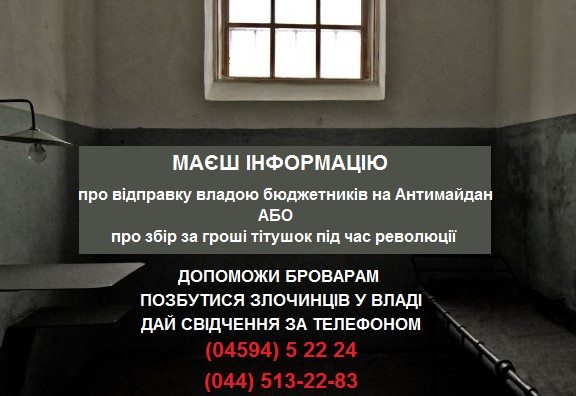 МАЄШ ІНФОРМАЦІЮ
про відправку владою бюджетників на Антимайдан
АБО
про збір за гроші тітушок під час революції
ДОПОМОЖИ БРОВАРАМ
ПОЗБУТИСЯ ЗЛОЧИНЦІВ У ВЛАДІ
ДАЙ СВІДЧЕННЯ ЗА ТЕЛЕФОНОМ
(04594) 5 22 24
(044) 513-22-83